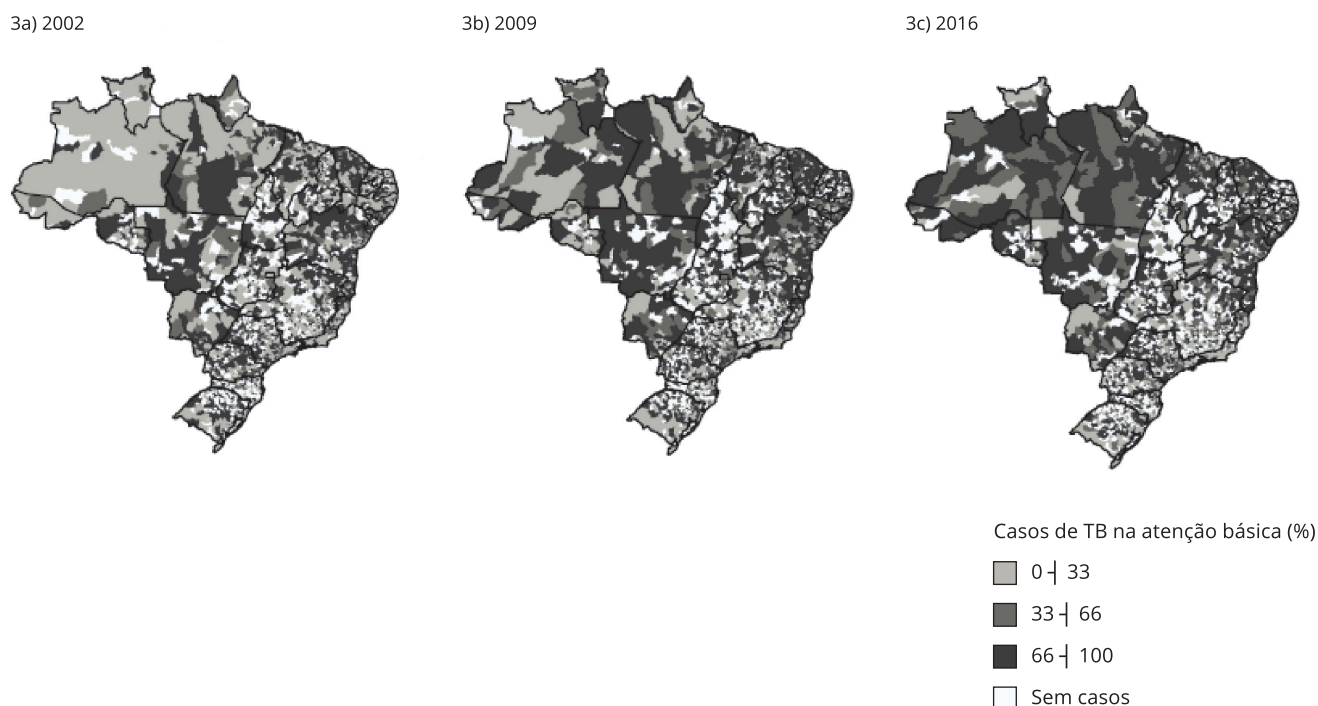 3a) 2002
3b) 2009
3c) 2016
Casos de TB na atenção básica (%)
0 ┤ 33
33 ┤ 66
66 ┤ 100
Sem casos